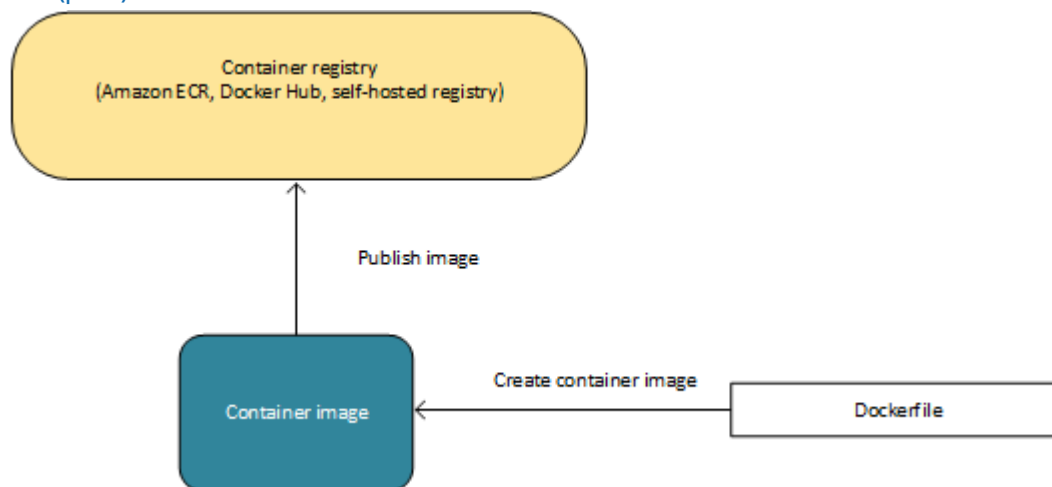 Container registry
(Amazon ECR, Docker Hub, self-hosted registry)
Publish image
Create container image
Container image
Dockerfile